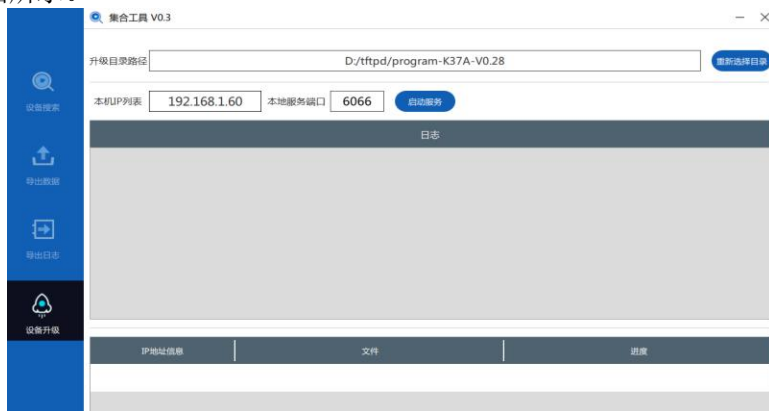 集合工具 V0.3
升级目录路径 D:/tftpd/program-K37A-V0.28 重新选择目录
设备搜索
本机IP列表 192.168.1.60 本地服务端口 6066 启动服务
日志
导出数据
导出日志
设备升级
IP地址信息 文件 进度